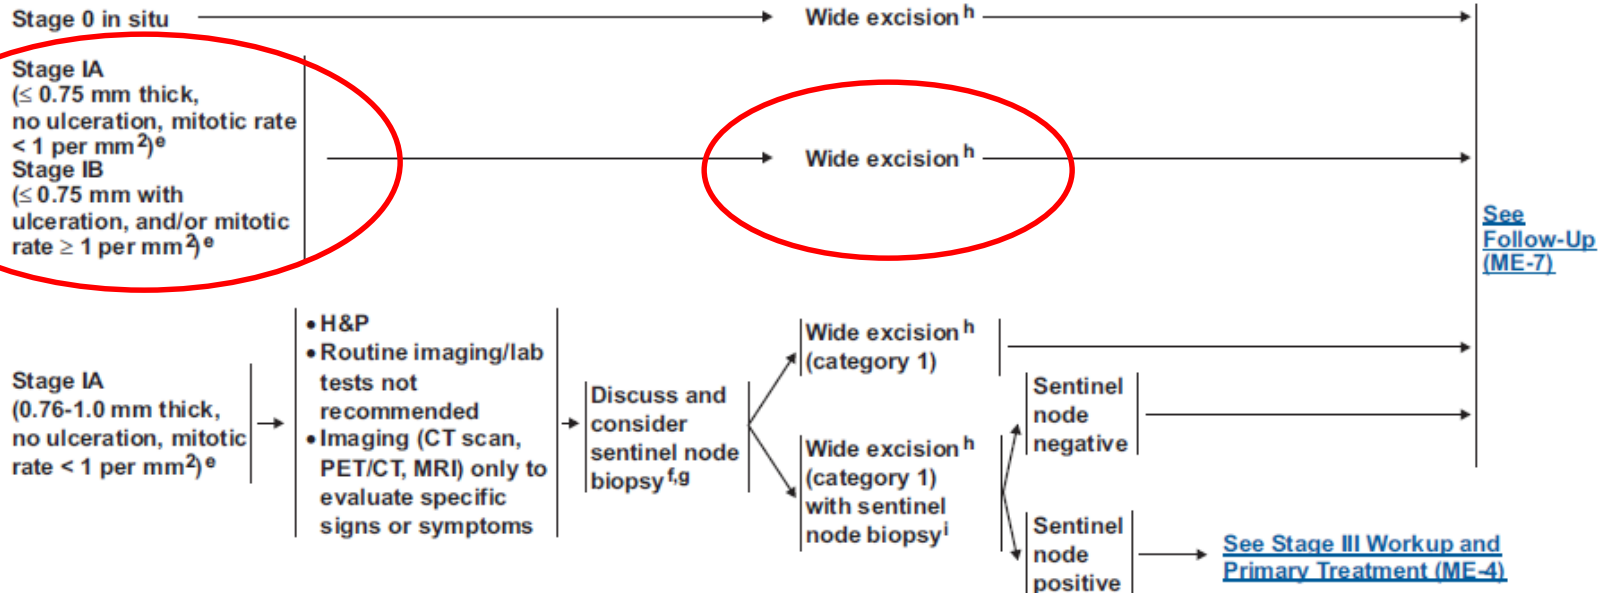 Stage 0 in situ
Wide excision h
Stage IA
(≤ 0.75 mm thick,
no ulceration, mitotic rate
< 1 per mm2)e
Stage IB
(≤ 0.75 mm with
ulceration, and/or mitotic
rate ≥ 1 per mm2)e
Wide excision h
See
Follow-Up
(ME-7)
Stage IA
(0.76-1.0 mm thick,
no ulceration, mitotic
rate < 1 per mm2)e
• H&P
• Routine imaging/lab
tests not
recommended
• Imaging (CT scan,
PET/CT, MRI) only to
evaluate specific
signs or symptoms
Discuss and
consider
sentinel node
biopsyf,g
Wide excision h
(category 1)
Wide excision h
(category 1)
with sentinel
node biopsyi
Sentinel
node
negative
Sentinel
node
positive
See Stage III Workup and
Primary Treatment (ME-4)